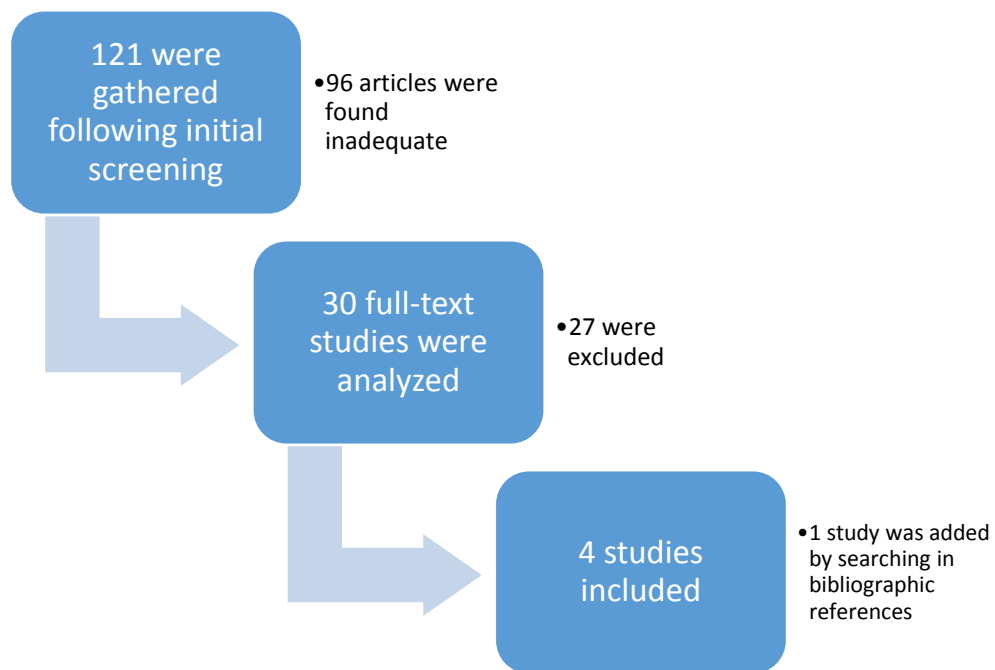 121 were
gathered
following initial
screening
•96 articles were
found
inadequate
30 full-text
studies were
analyzed
•27 were
excluded
4 studies
included
•1 study was added
by searching in
bibliographic
references